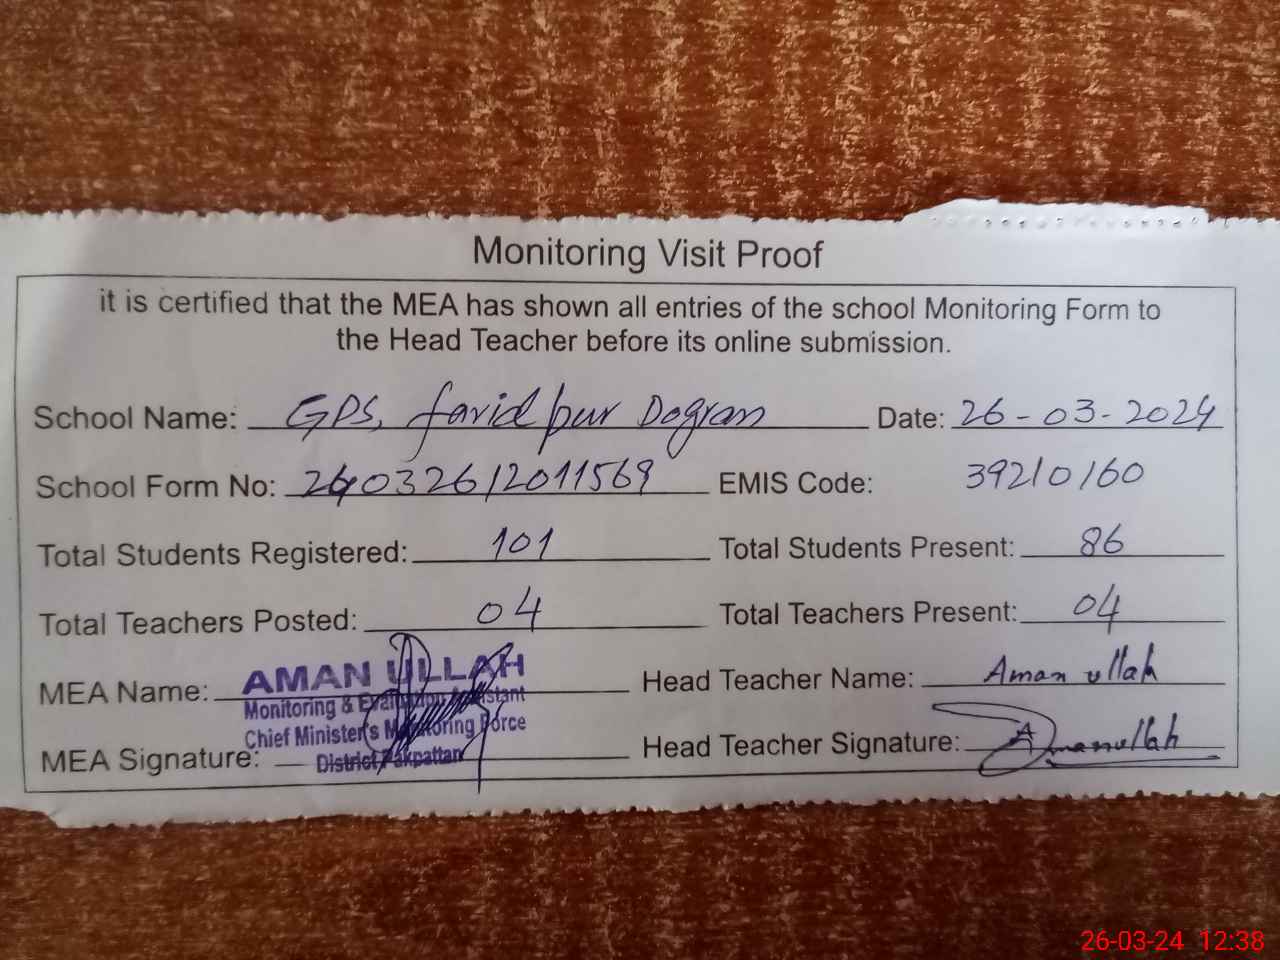 Monitoring Visit Proof
it is certified that the MEA has shown all entries of the school Monitoring Form to
the Head Teacher before its online submission.
School Name: GPS, faridpur Dogran Date: 26-03-2024
School Form No: 240326/2011569 EMIS Code: 39210160
Total Students Registered: 101 Total Students Present: 86
Total Teachers Posted: 04 Total Teachers Present: 04
MEA Name: AMAN ULLAH Head Teacher Name: Aman ullah
Monitoring & Evaluation Assistant
Chief Minister's Monitoring Force
MEA Signature: District Pakpattan Head Teacher Signature: Amanullah
26-03-24 12:38